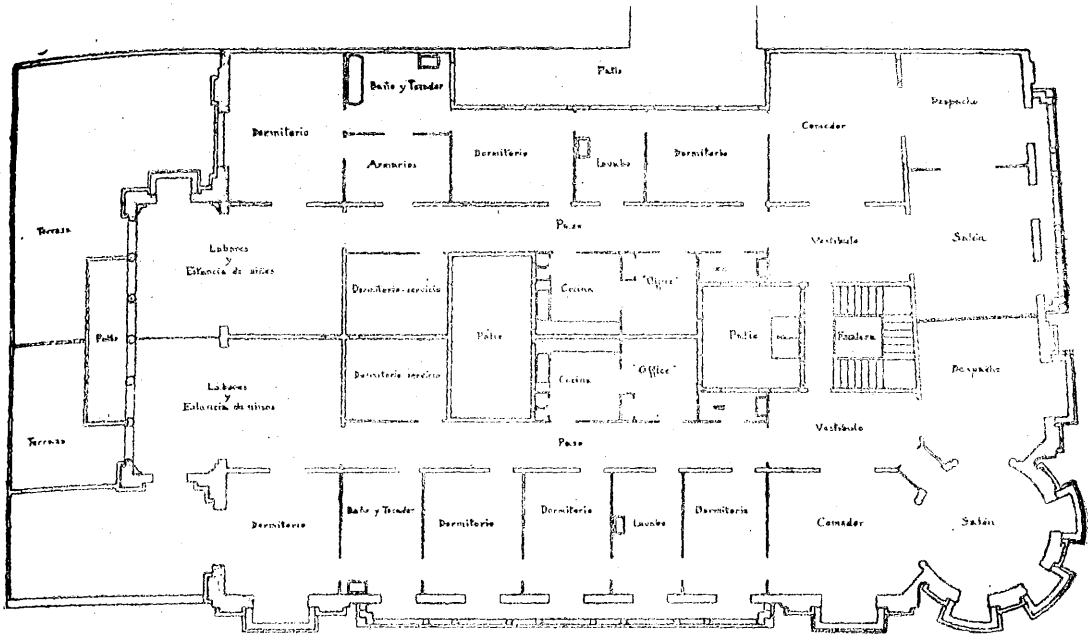 Patio
Baño y Tocador
Despacho
Dormitorio
Comedor
Armarios
Dormitorio
Lavabo
Dormitorio
Terraza
Paso
Labores
y
Estancia de niños
Vestíbulo
Salón
Dormitorio-servicio
Cocina
"Office"
W.C.
Patio
Patio
Patio
Escalera
Dormitorio servicio
Cocina
"Office"
Despacho
Labores
y
Estancia de niños
Terraza
Paso
Vestíbulo
Dormitorio
Baño y Tocador
Dormitorio
Dormitorio
Lavabo
Dormitorio
Comedor
Salón